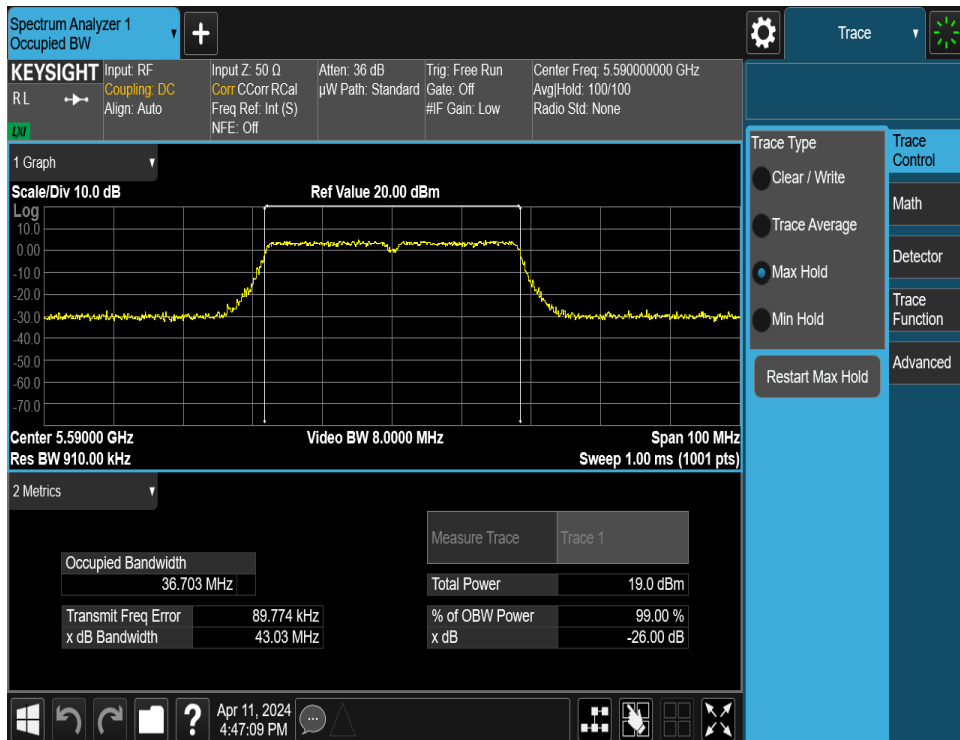 Spectrum Analyzer 1
Occupied BW
Trace
KEYSIGHT
RL
LXI
Input: RF
Coupling: DC
Align: Auto
Input Z: 50 Ω
Corr CCorr RCal
Freq Ref: Int (S)
NFE: Off
Atten: 36 dB
µW Path: Standard
Trig: Free Run
Gate: Off
#IF Gain: Low
Center Freq: 5.590000000 GHz
Avg|Hold: 100/100
Radio Std: None
1 Graph
Scale/Div 10.0 dB
Ref Value 20.00 dBm
Log
10.0
0.00
-10.0
-20.0
-30.0
-40.0
-50.0
-60.0
-70.0
Center 5.59000 GHz
Video BW 8.0000 MHz
Span 100 MHz
Res BW 910.00 kHz
Sweep 1.00 ms (1001 pts)
2 Metrics
Measure Trace
Trace 1
Occupied Bandwidth
36.703 MHz
Total Power
19.0 dBm
Transmit Freq Error
89.774 kHz
% of OBW Power
99.00 %
x dB Bandwidth
43.03 MHz
x dB
-26.00 dB
Trace Type
Clear / Write
Trace Average
Max Hold
Min Hold
Restart Max Hold
Trace
Control
Math
Detector
Trace
Function
Advanced
Apr 11, 2024
4:47:09 PM